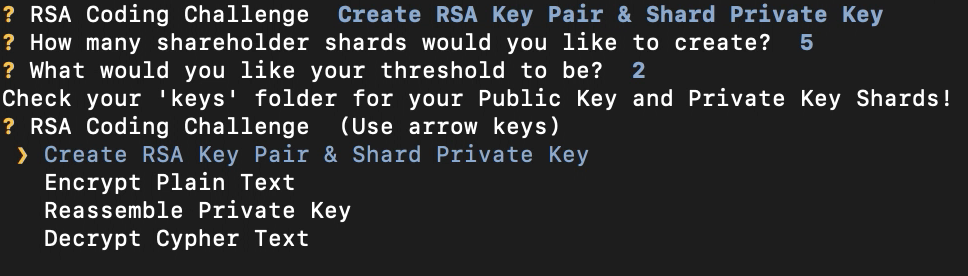 ? RSA Coding Challenge  Create RSA Key Pair & Shard Private Key
? How many shareholder shards would you like to create?  5
? What would you like your threshold to be?  2
Check your 'keys' folder for your Public Key and Private Key Shards!
? RSA Coding Challenge  (Use arrow keys)
 ❯ Create RSA Key Pair & Shard Private Key
   Encrypt Plain Text
   Reassemble Private Key
   Decrypt Cypher Text